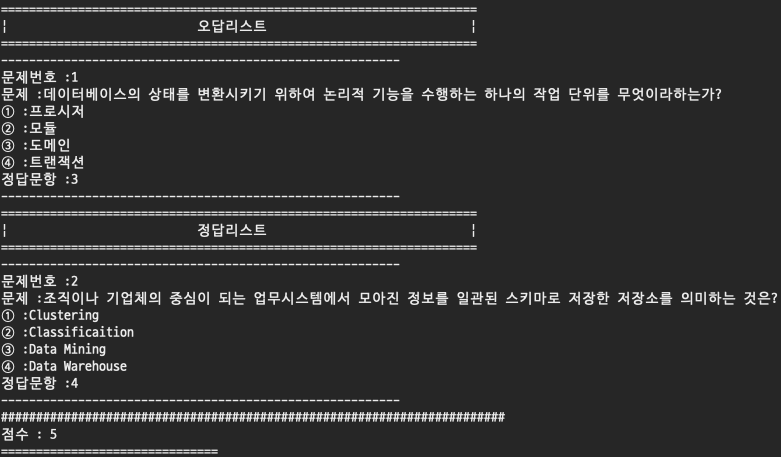 ====================================================================
¦                           오답리스트                             ¦
====================================================================
---------------------------------------------------------
문제번호 :1
문제 :데이터베이스의 상태를 변환시키기 위하여 논리적 기능을 수행하는 하나의 작업 단위를 무엇이라하는가?
① :프로시저
② :모듈
③ :도메인
④ :트랜잭션
정답문항 :3
---------------------------------------------------------
====================================================================
¦                           정답리스트                             ¦
====================================================================
---------------------------------------------------------
문제번호 :2
문제 :조직이나 기업체의 중심이 되는 업무시스템에서 모아진 정보를 일관된 스키마로 저장한 저장소를 의미하는 것은?
① :Clustering
② :Classificaition
③ :Data Mining
④ :Data Warehouse
정답문항 :4
---------------------------------------------------------
########################################################################
점수 : 5
===============================